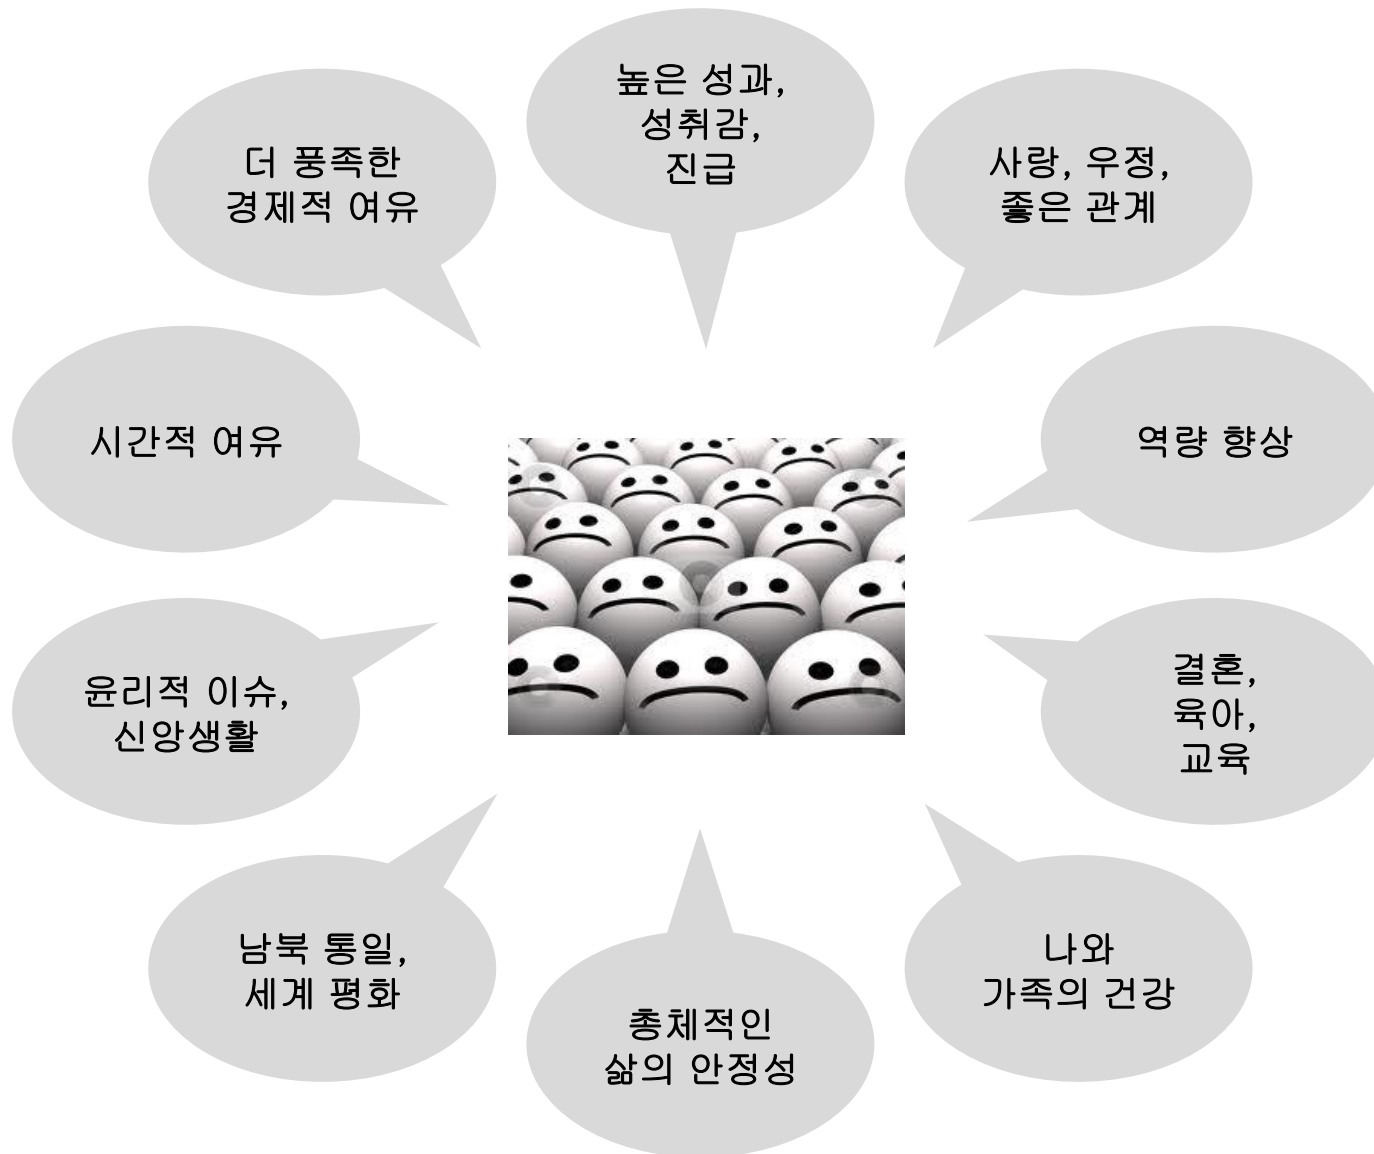 높은 성과,
성취감,
진급
더 풍족한
경제적 여유
사랑, 우정,
좋은 관계
시간적 여유
역량 향상
윤리적 이슈,
신앙생활
결혼,
육아,
교육
남북 통일,
세계 평화
나와
가족의 건강
총체적인
삶의 안정성